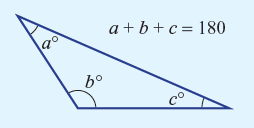 a + b + c = 180
a°
b°
c°